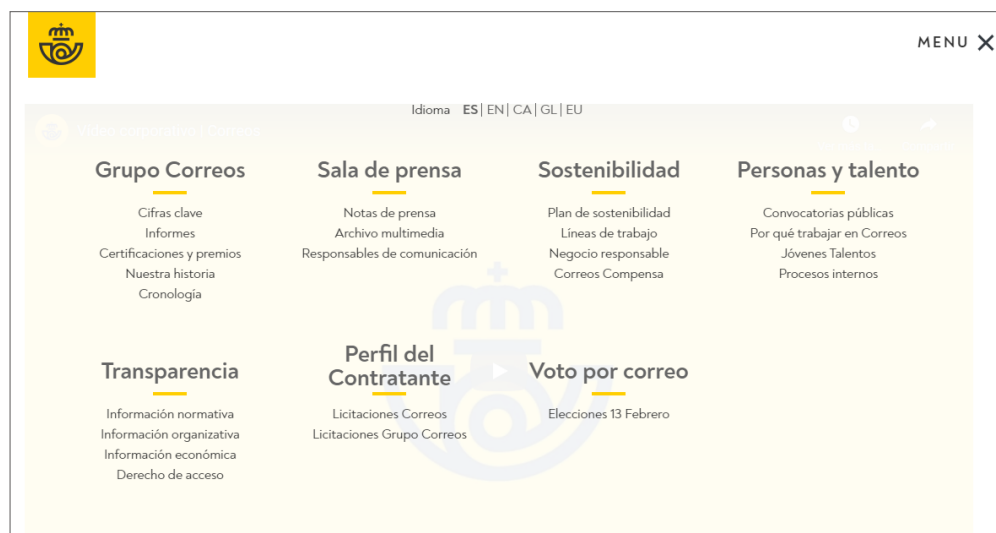 MENU
Idioma ES| EN| CA| GL| EU
Vídeo corporativo | Correos
Grupo Correos
Cifras clave
Informes
Certificaciones y premios
Nuestra historia
Cronología
Sala de prensa
Notas de prensa
Archivo multimedia
Responsables de comunicación
Sostenibilidad
Plan de sostenibilidad
Líneas de trabajo
Negocio responsable
Correos Compensa
Personas y talento
Convocatorias públicas
Por qué trabajar en Correos
Jóvenes Talentos
Procesos internos
Transparencia
Información normativa
Información organizativa
Información económica
Derecho de acceso
Perfil del
Contratante
Licitaciones Correos
Licitaciones Grupo Correos
Voto por correo
Elecciones 13 Febrero